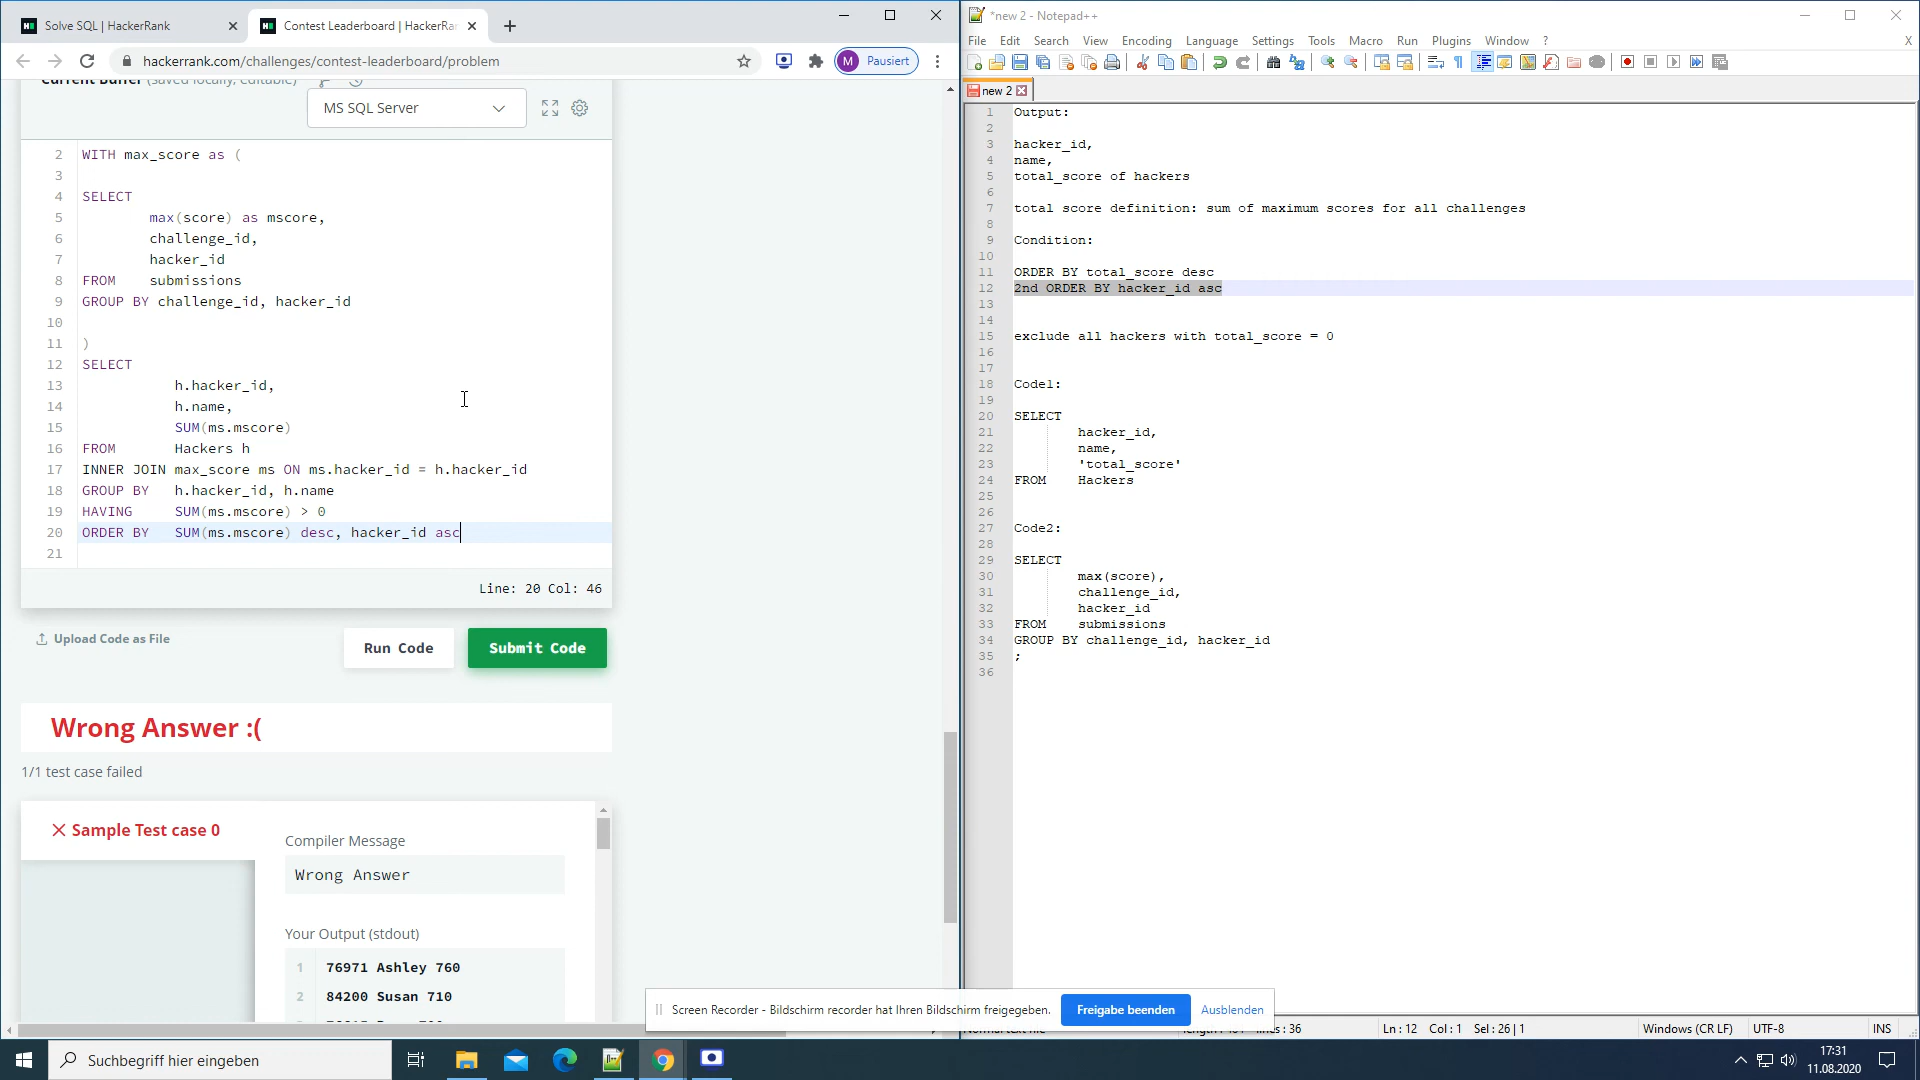 Solve SQL | HackerRank
Contest Leaderboard | HackerRan
hackerrank.com/challenges/contest-leaderboard/problem
M Pausiert
Current Buffer (saved locally, editable)
MS SQL Server
2 WITH max_score as (
3
4 SELECT
5 max(score) as mscore,
6 challenge_id,
7 hacker_id
8 FROM submissions
9 GROUP BY challenge_id, hacker_id
10
11 )
12 SELECT
13 h.hacker_id,
14 h.name,
15 SUM(ms.mscore)
16 FROM Hackers h
17 INNER JOIN max_score ms ON ms.hacker_id = h.hacker_id
18 GROUP BY h.hacker_id, h.name
19 HAVING SUM(ms.mscore) > 0
20 ORDER BY SUM(ms.mscore) desc, hacker_id asc
21
Line: 20 Col: 46
Upload Code as File
Run Code
Submit Code
Wrong Answer :(
1/1 test case failed
Sample Test case 0
Compiler Message
Wrong Answer
Your Output (stdout)
1 76971 Ashley 760
2 84200 Susan 710
*new 2 - Notepad++
File Edit Search View Encoding Language Settings Tools Macro Run Plugins Window ? X
new 2
1 Output:
2
3 hacker_id,
4 name,
5 total_score of hackers
6
7 total score definition: sum of maximum scores for all challenges
8
9 Condition:
10
11 ORDER BY total_score desc
12 2nd ORDER BY hacker_id asc
13
14
15 exclude all hackers with total_score = 0
16
17
18 Code1:
19
20 SELECT
21 hacker_id,
22 name,
23 'total_score'
24 FROM Hackers
25
26
27 Code2:
28
29 SELECT
30 max(score),
31 challenge_id,
32 hacker_id
33 FROM submissions
34 GROUP BY challenge_id, hacker_id
35 ;
36
Screen Recorder - Bildschirm recorder hat Ihren Bildschirm freigegeben.
Freigabe beenden
Ausblenden
: 36
Ln : 12 Col : 1 Sel : 26 | 1
Windows (CR LF)
UTF-8
INS
Suchbegriff hier eingeben
17:31
11.08.2020